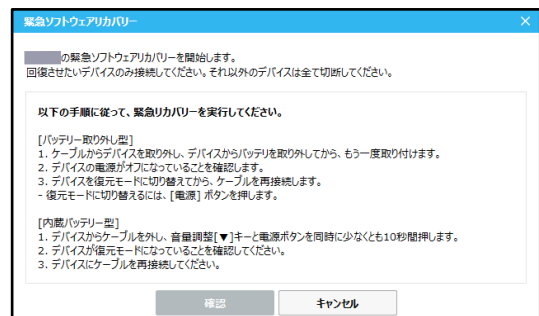 緊急ソフトウェアリカバリー
の緊急ソフトウェアリカバリーを開始します。
回復させたいデバイスのみ接続してください。それ以外のデバイスは全て切断してください。
以下の手順に従って、緊急リカバリーを実行してください。
[バッテリー取り外し型]
1. ケーブルからデバイスを取り外し、デバイスからバッテリを取り外してから、もう一度取り付けます。
2. デバイスの電源がオフになっていることを確認します。
3. デバイスを復元モードに切り替えてから、ケーブルを再接続します。
- 復元モードに切り替えるには、[電源] ボタンを押します。
[内蔵バッテリー型]
1. デバイスからケーブルを外し、音量調整[▼]キーと電源ボタンを同時に少なくとも10秒間押します。
2. デバイスが復元モードになっていることを確認してください。
3. デバイスにケーブルを再接続してください。
確認
キャンセル